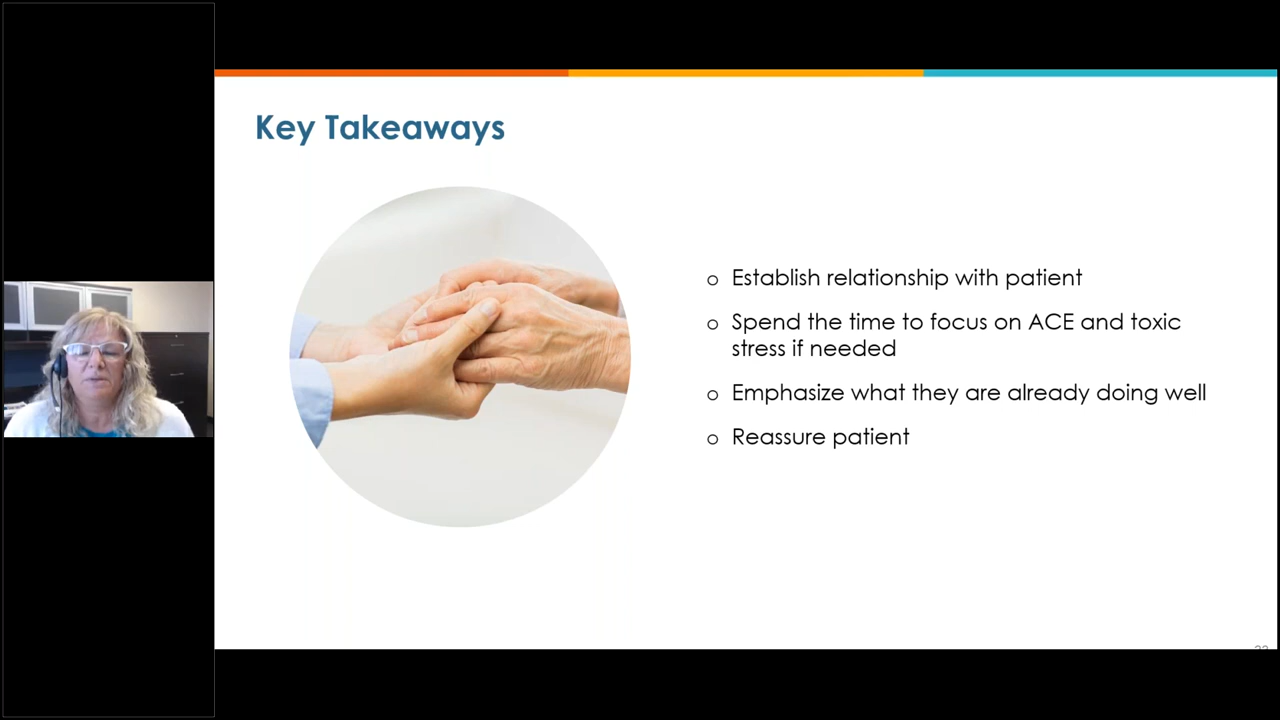 Key Takeaways
o Establish relationship with patient
o Spend the time to focus on ACE and toxic
stress if needed
o Emphasize what they are already doing well
o Reassure patient